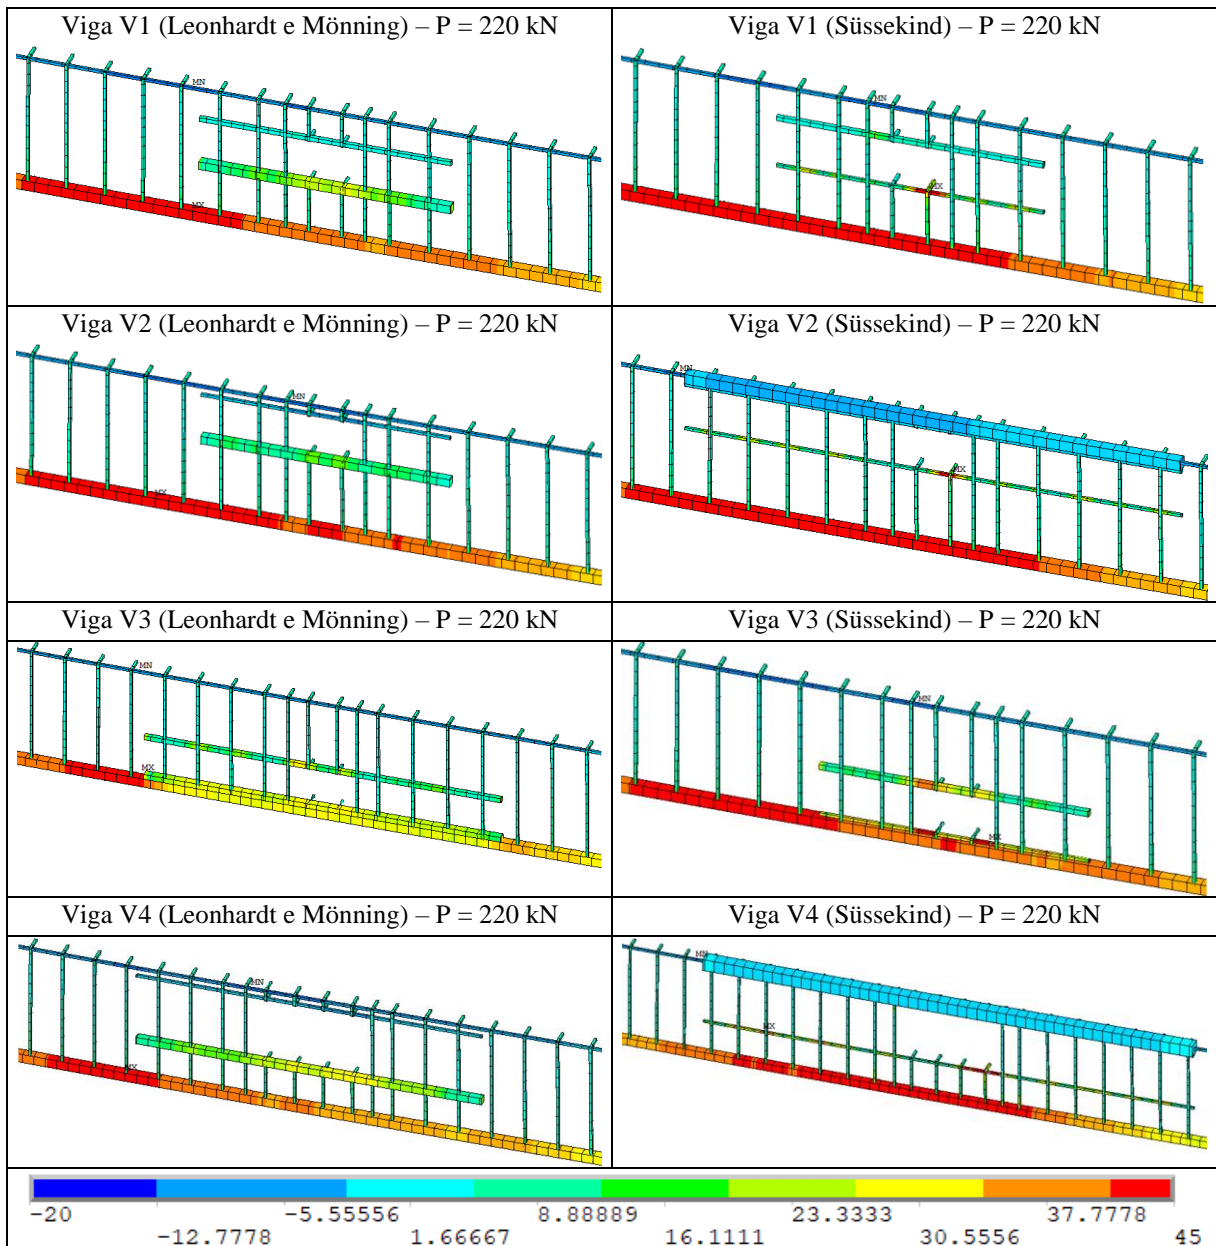 Viga V1 (Leonhardt e Mönning) – P = 220 kN
Viga V1 (Süssekind) – P = 220 kN
MN
MX
MN
MX
Viga V2 (Leonhardt e Mönning) – P = 220 kN
Viga V2 (Süssekind) – P = 220 kN
MN
MX
MN
MX
Viga V3 (Leonhardt e Mönning) – P = 220 kN
Viga V3 (Süssekind) – P = 220 kN
MN
MX
MN
MX
Viga V4 (Leonhardt e Mönning) – P = 220 kN
Viga V4 (Süssekind) – P = 220 kN
MN
MX
MN
MX
-20 -5.55556 8.88889 23.3333 37.7778
-12.7778 1.66667 16.1111 30.5556 45